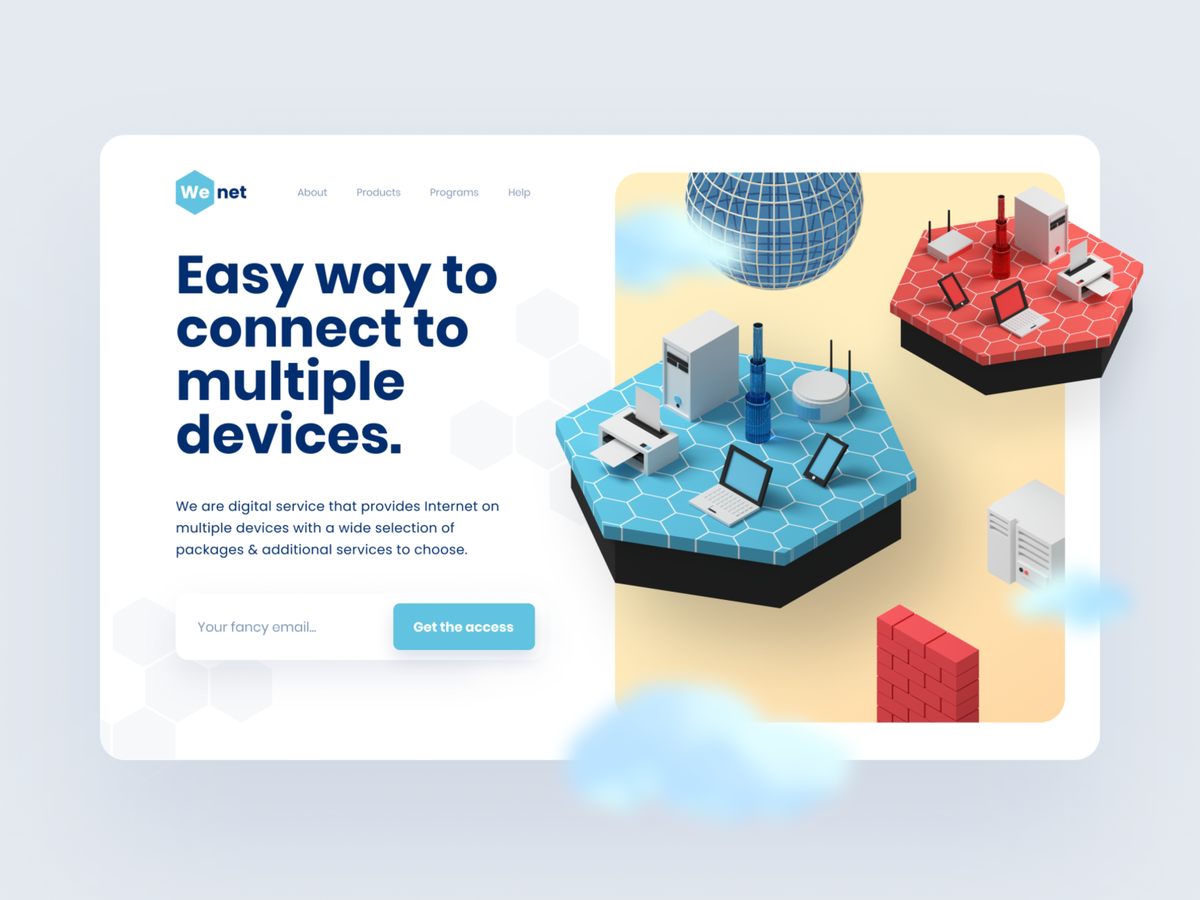 We net
About Products Programs Help
Easy way to
connect to
multiple
devices.
We are digital service that provides Internet on
multiple devices with a wide selection of
packages & additional services to choose.
Your fancy email...
Get the access